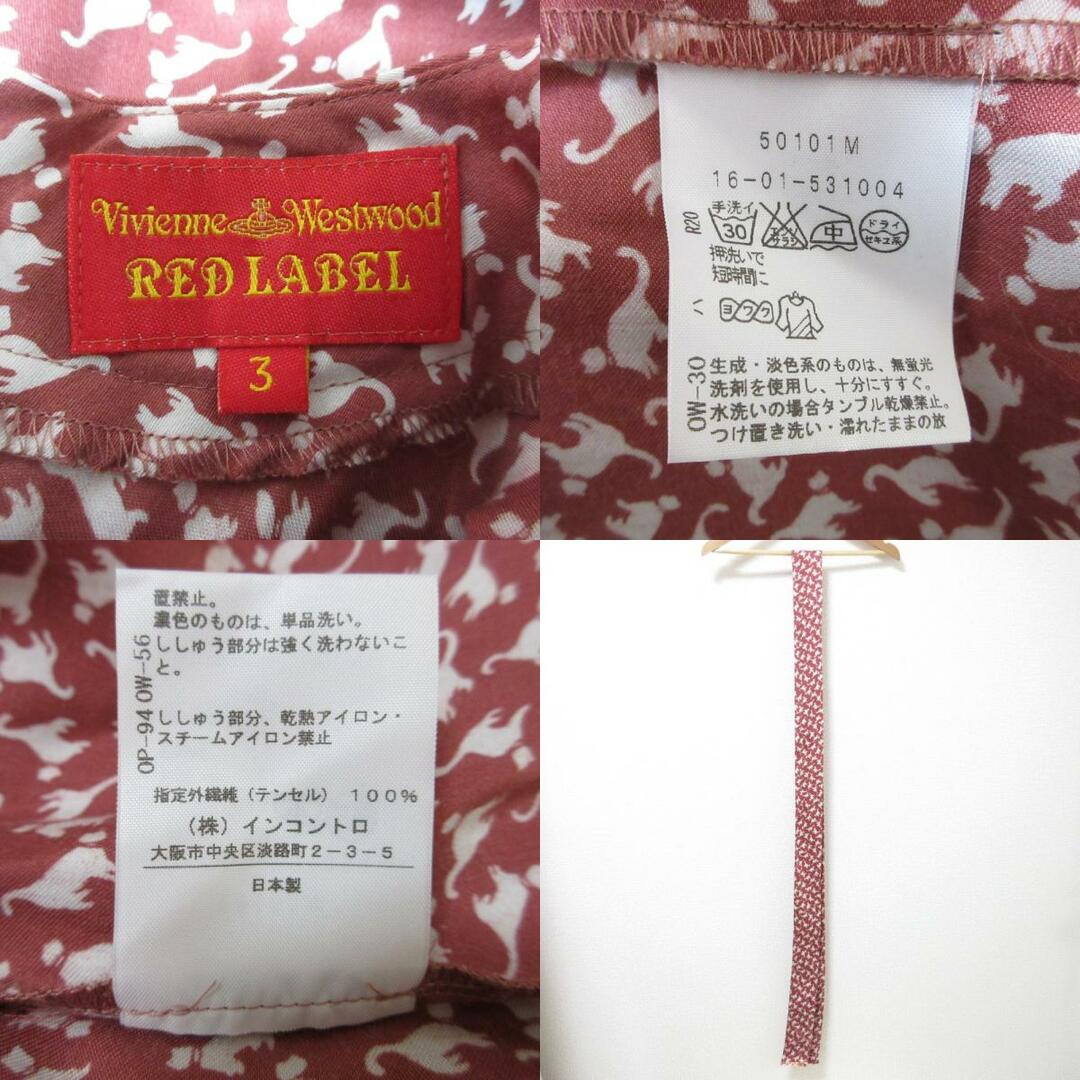 Vivienne Westwood
RED LABEL
3
50101M
16-01-531004
R20
手洗イ
30
エンソ
サラシ
中
ドライ
セキユ系
押洗いで
短時間に
ヨワク
OW-30
生成・淡色系のものは、無蛍光
洗剤を使用し、十分にすすぐ。
水洗いの場合タンブル乾燥禁止。
つけ置き洗い・濡れたままの放
置禁止。
濃色のものは、単品洗い。
ししゅう部分は強く洗わないこ
と。
OP-94 OW-56
ししゅう部分、乾熱アイロン・
スチームアイロン禁止
指定外繊維（テンセル） 100%
（株）インコントロ
大阪市中央区淡路町2-3-5
日本製